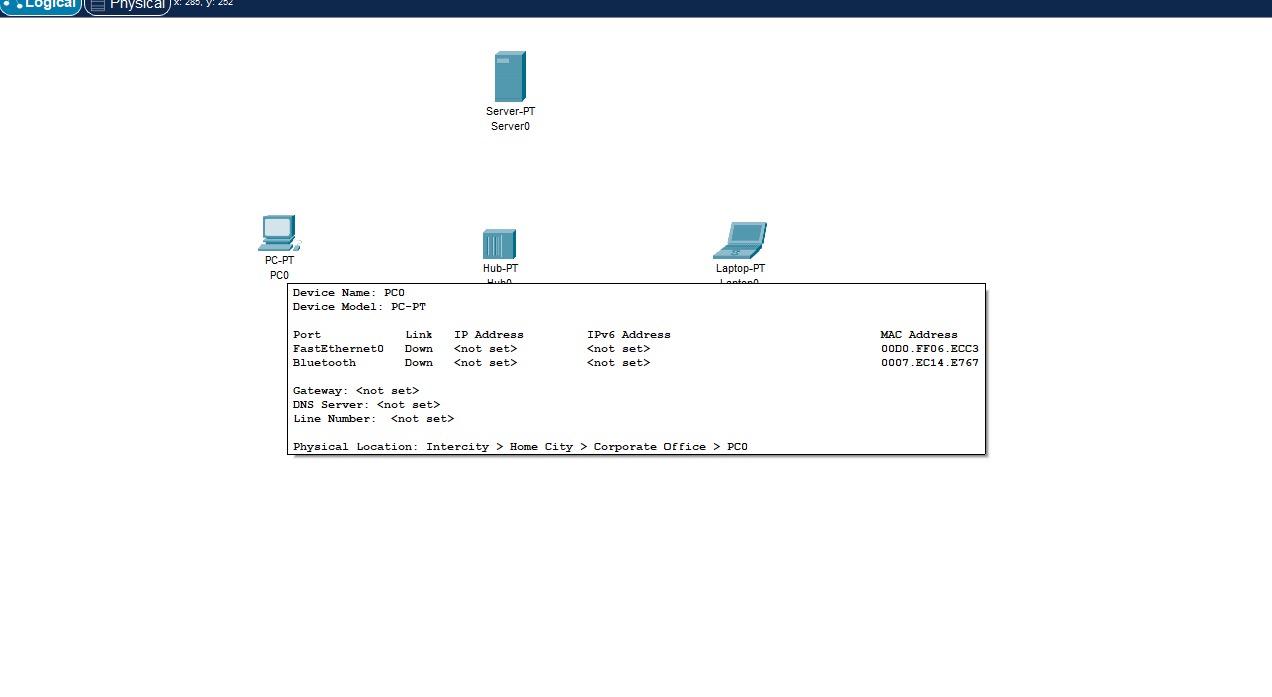 Logical Physical x: 285, y: 252
Server-PT
Server0
PC-PT
PC0
Hub-PT
Hub0
Laptop-PT
Laptop0
Device Name: PC0
Device Model: PC-PT
Port Link IP Address IPv6 Address MAC Address
FastEthernet0 Down <not set> <not set> 00D0.FF06.ECC3
Bluetooth Down <not set> <not set> 0007.EC14.E767
Gateway: <not set>
DNS Server: <not set>
Line Number: <not set>
Physical Location: Intercity > Home City > Corporate Office > PC0